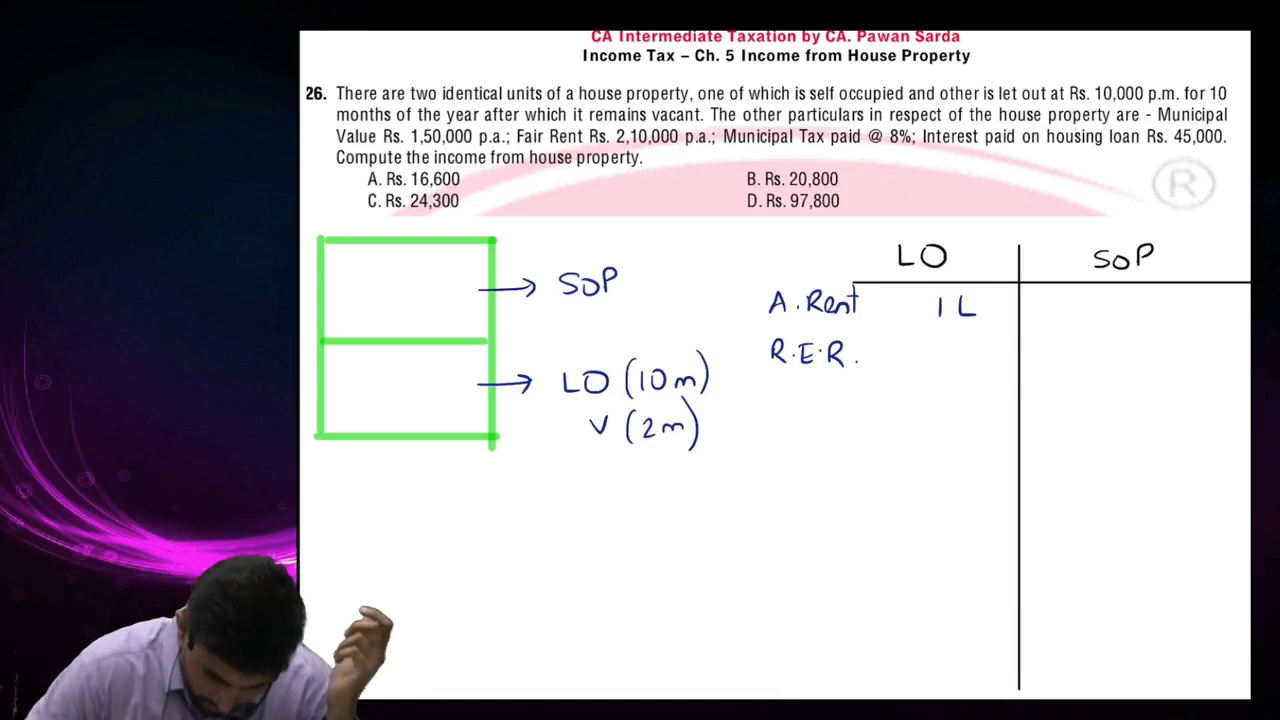 CA Intermediate Taxation by CA. Pawan Sarda
Income Tax – Ch. 5 Income from House Property
26. There are two identical units of a house property, one of which is self occupied and other is let out at Rs. 10,000 p.m. for 10
months of the year after which it remains vacant. The other particulars in respect of the house property are - Municipal
Value Rs. 1,50,000 p.a.; Fair Rent Rs. 2,10,000 p.a.; Municipal Tax paid @ 8%; Interest paid on housing loan Rs. 45,000.
Compute the income from house property.
A. Rs. 16,600 B. Rs. 20,800
C. Rs. 24,300 D. Rs. 97,800
®
LO SOP
→ SOP
A. Rent 1 L
R.E.R.
→ LO (10 m)
V (2m)